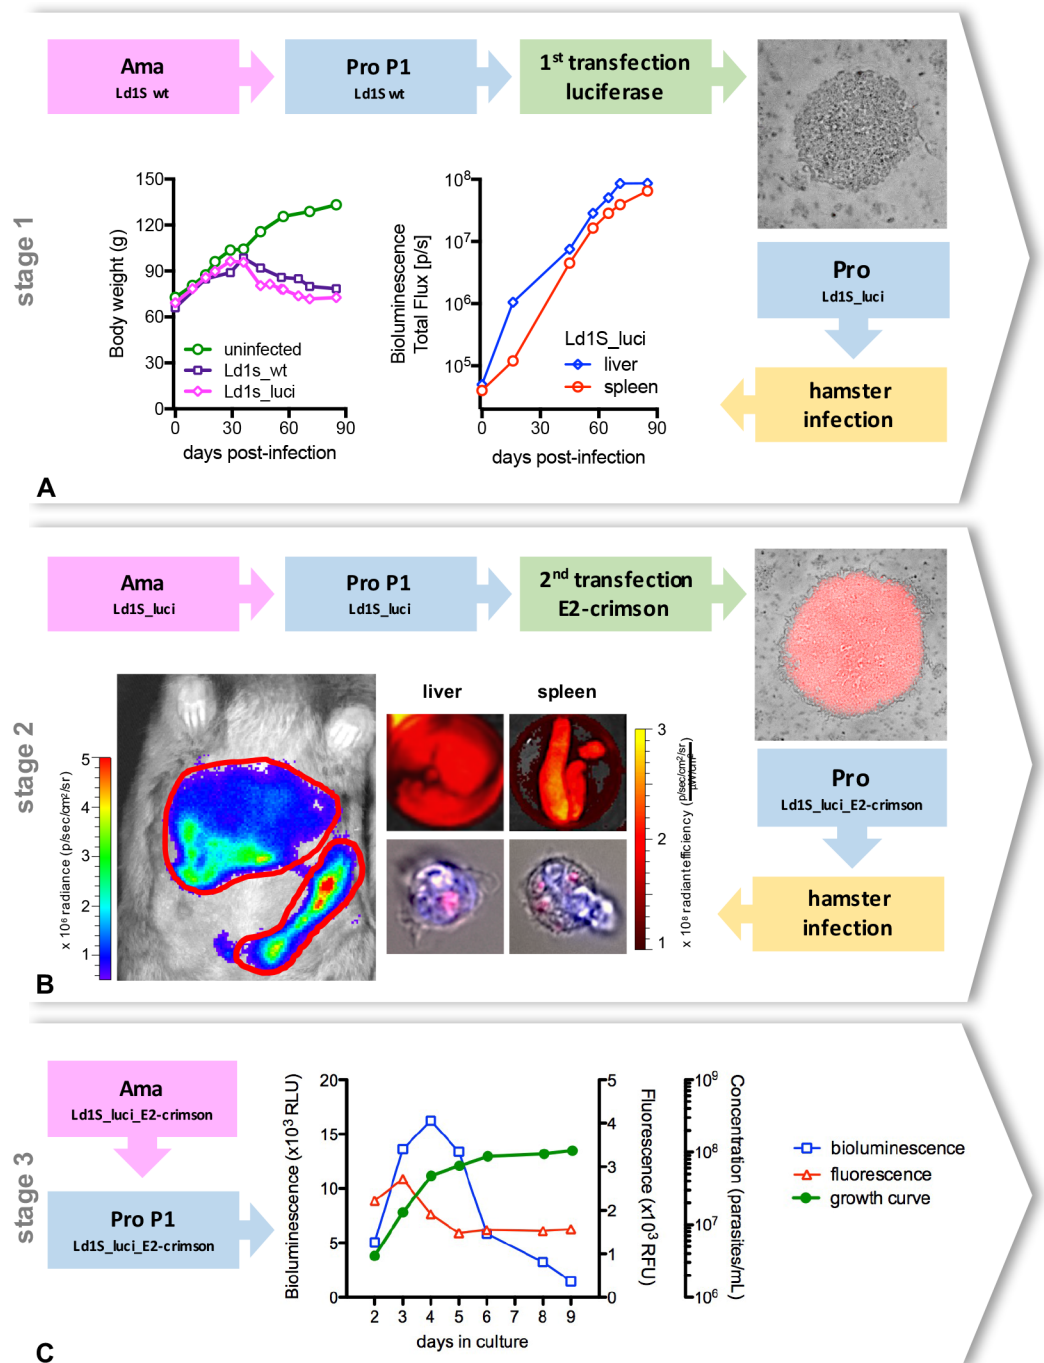 stage 1
Ama
Ld1S wt
Pro P1
Ld1S wt
1st transfection
luciferase
Pro
Ld1S_luci
hamster
infection
Body weight (g)
150
120
90
60
30
0
uninfected
Ld1s_wt
Ld1s_luci
0 30 60 90
days post-infection
Bioluminescence
Total Flux [p/s]
10^8
10^7
10^6
10^5
Ld1S_luci
liver
spleen
0 30 60 90
days post-infection
A
stage 2
Ama
Ld1S_luci
Pro P1
Ld1S_luci
2nd transfection
E2-crimson
Pro
Ld1S_luci_E2-crimson
hamster
infection
x 10^6 radiance (p/sec/cm²/sr)
5
4
3
2
1
liver
spleen
3
2
1
x 10^8 radiant efficiency (p/sec/cm²/sr)
µW/cm²
B
stage 3
Ama
Ld1S_luci_E2-crimson
Pro P1
Ld1S_luci_E2-crimson
Bioluminescence (x10³ RLU)
20
15
10
5
0
2 3 4 5 6 7 8 9
days in culture
5
4
3
2
1
0
Fluorescence (x10³ RFU)
10^9
10^8
10^7
10^6
Concentration (parasites/mL)
bioluminescence
fluorescence
growth curve
C